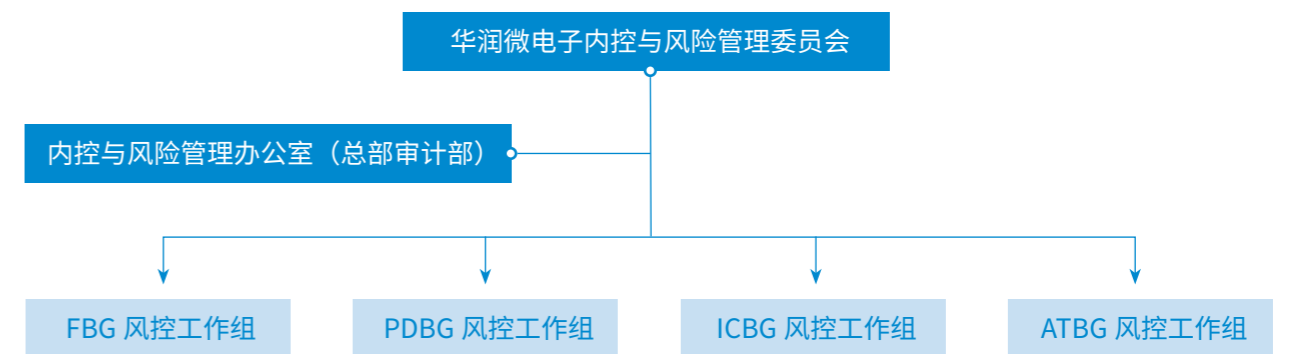 华润微电子内控与风险管理委员会
内控与风险管理办公室（总部审计部）
FBG 风控工作组
PDBG 风控工作组
ICBG 风控工作组
ATBG 风控工作组